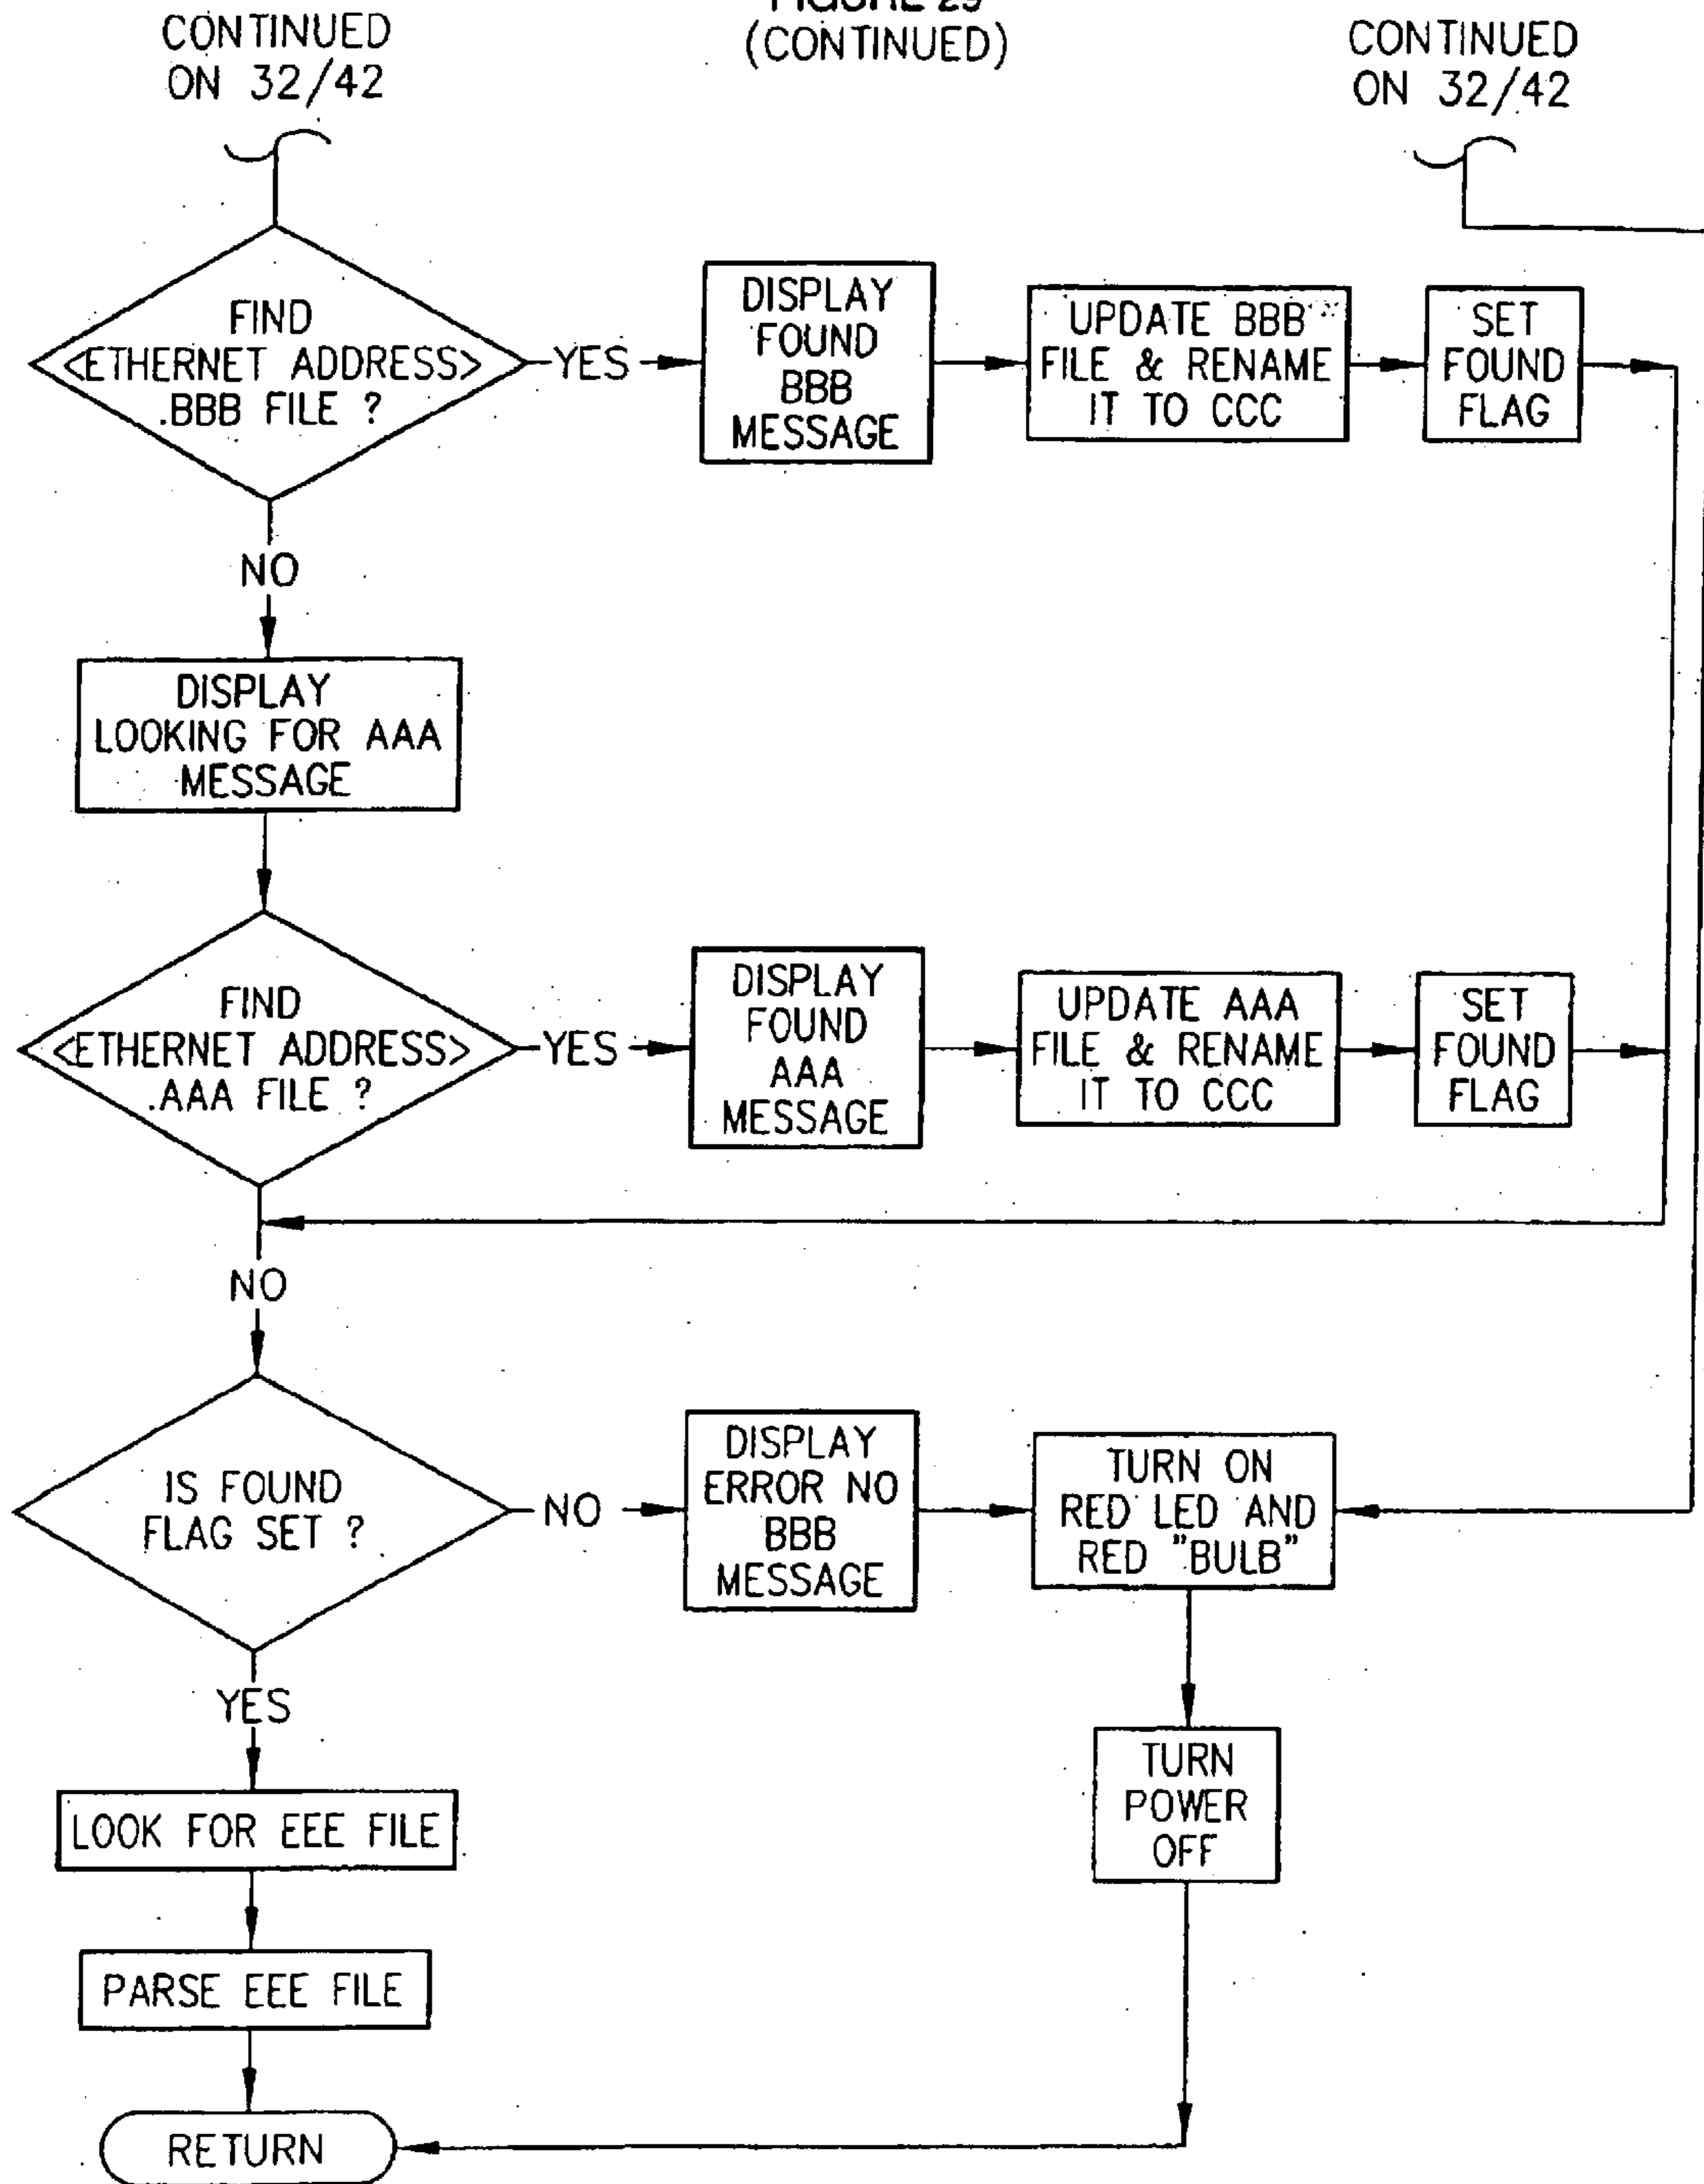 FIGURE 29
(CONTINUED)
CONTINUED
ON 32/42
CONTINUED
ON 32/42
FIND
<ETHERNET ADDRESS>
.BBB FILE ?
YES
DISPLAY
FOUND
BBB
MESSAGE
UPDATE BBB
FILE & RENAME
IT TO CCC
SET
FOUND
FLAG
NO
DISPLAY
LOOKING FOR AAA
MESSAGE
FIND
<ETHERNET ADDRESS>
.AAA FILE ?
YES
DISPLAY
FOUND
AAA
MESSAGE
UPDATE AAA
FILE & RENAME
IT TO CCC
SET
FOUND
FLAG
NO
IS FOUND
FLAG SET ?
NO
DISPLAY
ERROR NO
BBB
MESSAGE
TURN ON
RED LED AND
RED "BULB"
YES
TURN
POWER
OFF
LOOK FOR EEE FILE
PARSE EEE FILE
RETURN